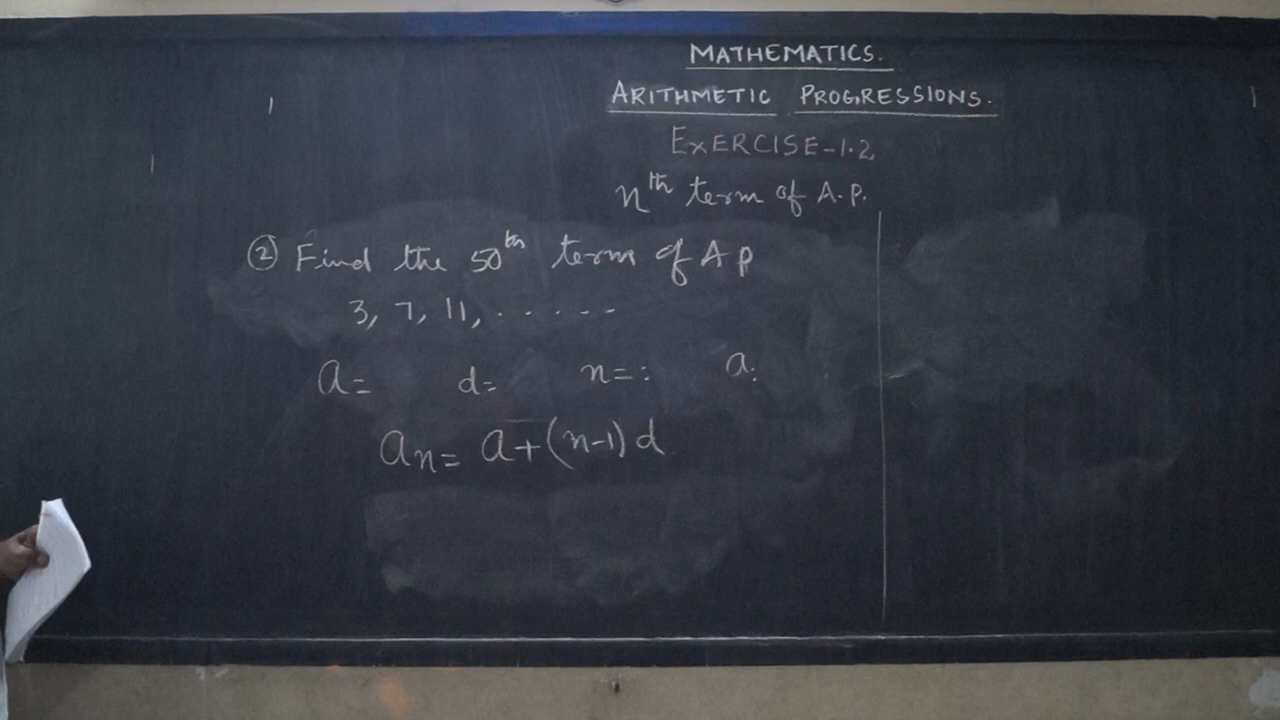 MATHEMATICS.
ARITHMETIC PROGRESSIONS.
EXERCISE-1.2
nth term of A.P.
② Find the 50th term of A P
3, 7, 11, . . . . . .
a= d= n=: a:
an= a+(n-1)d